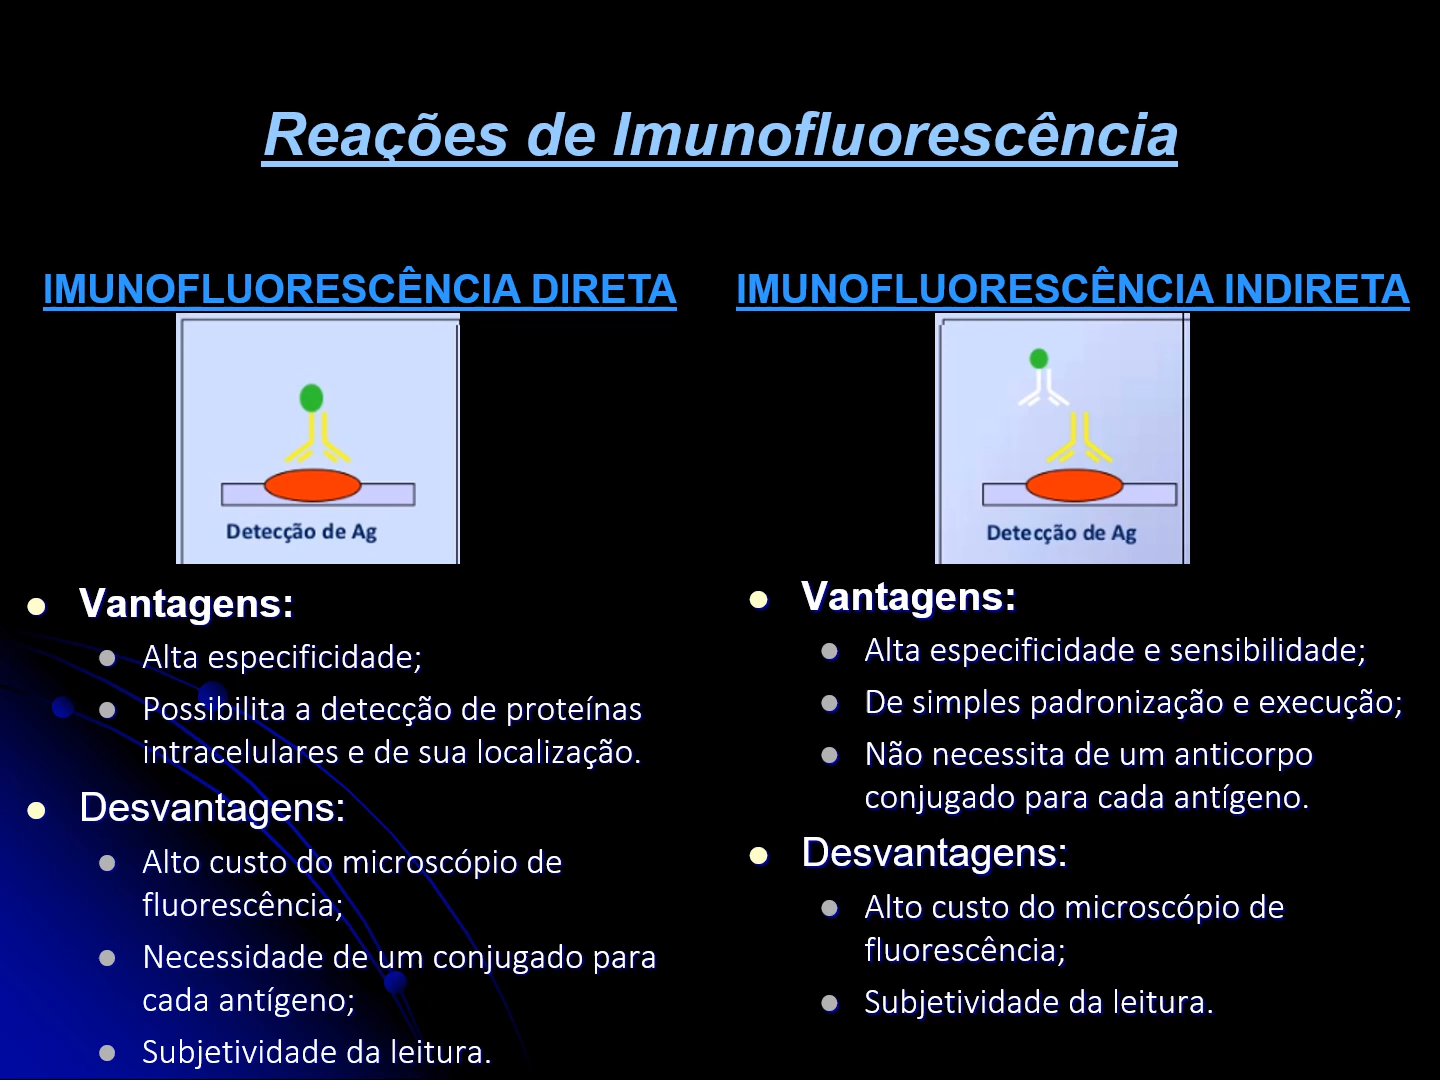 Reações de Imunofluorescência
IMUNOFLUORESCÊNCIA DIRETA
Detecção de Ag
Vantagens:
Alta especificidade;
Possibilita a detecção de proteínas
intracelulares e de sua localização.
Desvantagens:
Alto custo do microscópio de
fluorescência;
Necessidade de um conjugado para
cada antígeno;
Subjetividade da leitura.
IMUNOFLUORESCÊNCIA INDIRETA
Detecção de Ag
Vantagens:
Alta especificidade e sensibilidade;
De simples padronização e execução;
Não necessita de um anticorpo
conjugado para cada antígeno.
Desvantagens:
Alto custo do microscópio de
fluorescência;
Subjetividade da leitura.